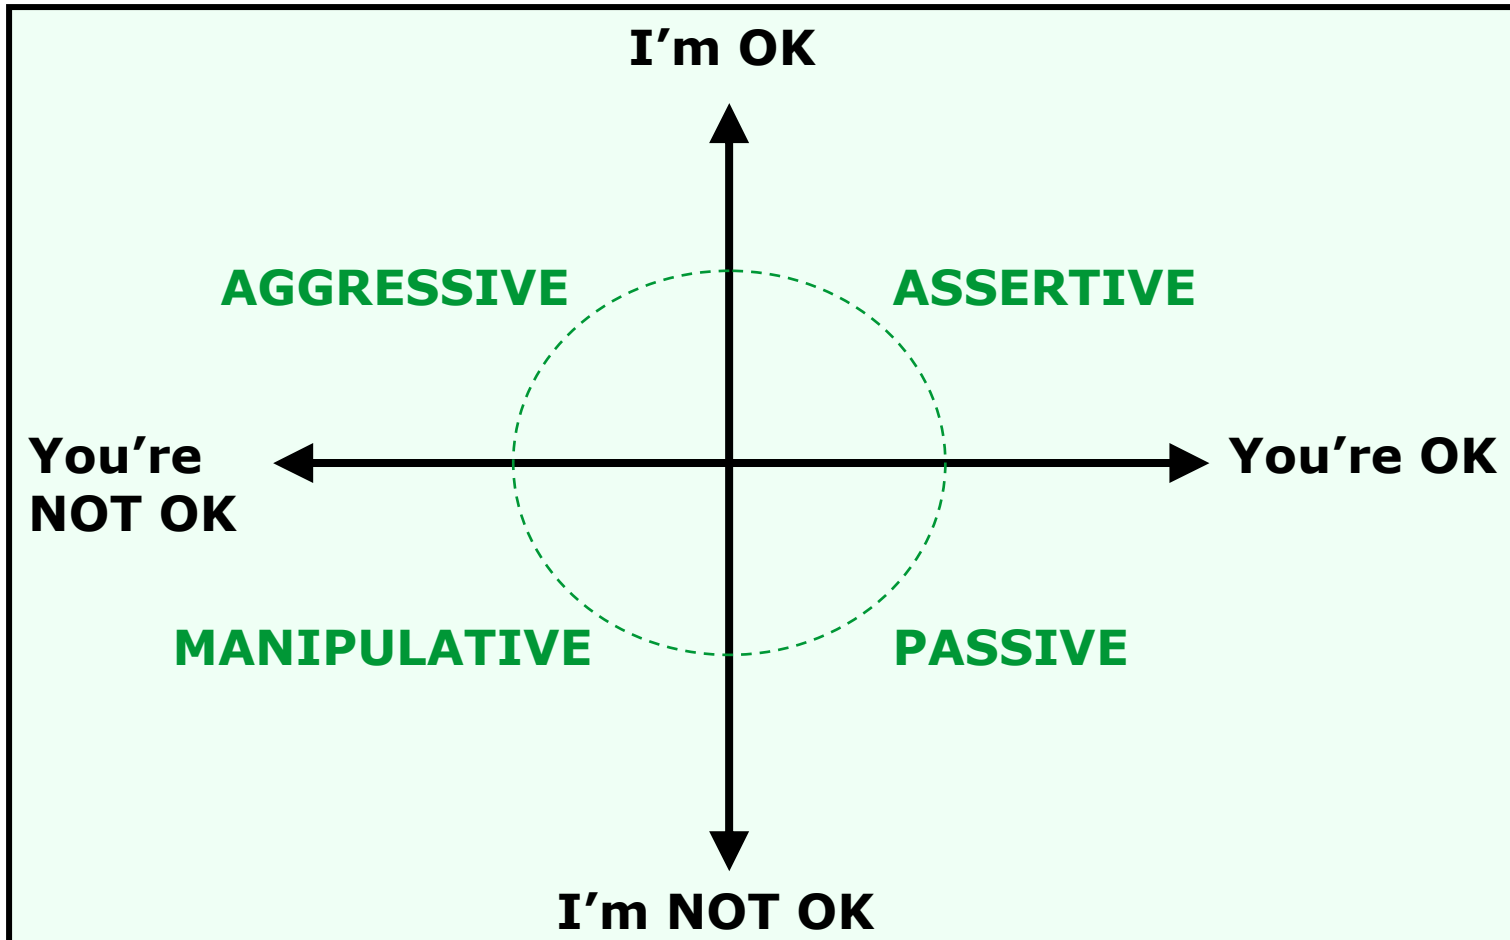 I’m OK
AGGRESSIVE
ASSERTIVE
You’re
NOT OK
You’re OK
MANIPULATIVE
PASSIVE
I’m NOT OK